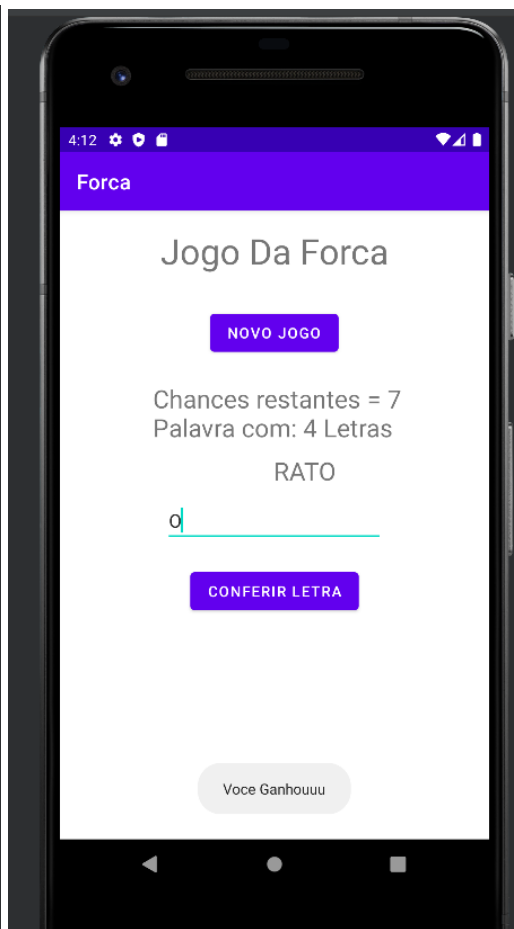 4:12
Forca
Jogo Da Forca
NOVO JOGO
Chances restantes = 7
Palavra com: 4 Letras
RATO
o
CONFERIR LETRA
Voce Ganhouuu